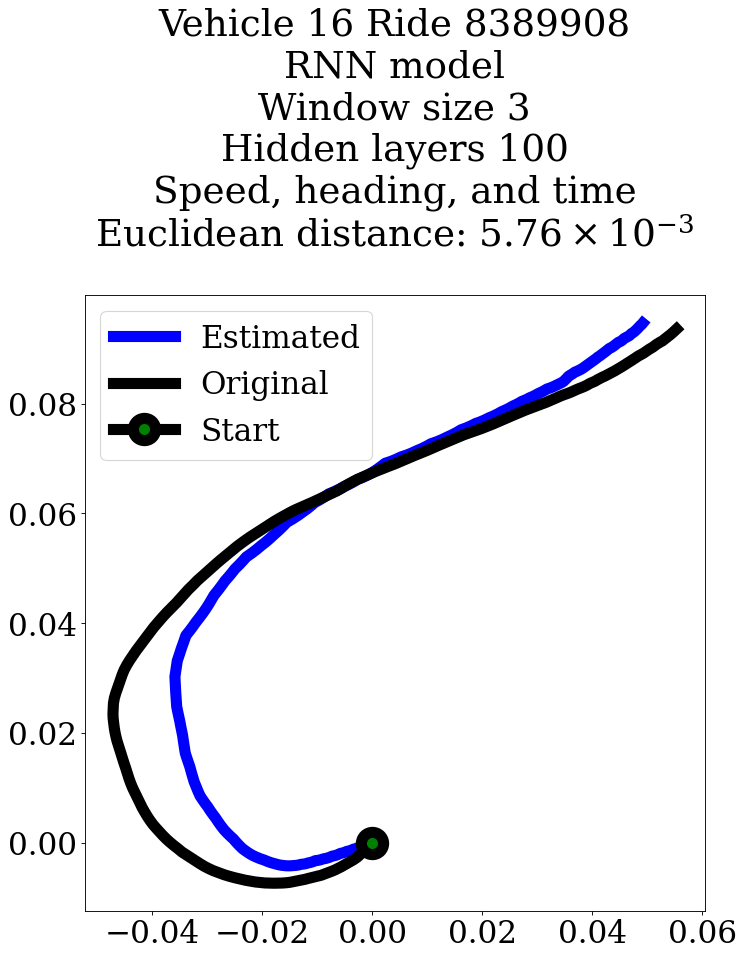 Vehicle 16 Ride 8389908
RNN model
Window size 3
Hidden layers 100
Speed, heading, and time
Euclidean distance: 5.76 × 10⁻³
Estimated
Original
Start
0.08
0.06
0.04
0.02
0.00
−0.04 −0.02 0.00 0.02 0.04 0.06